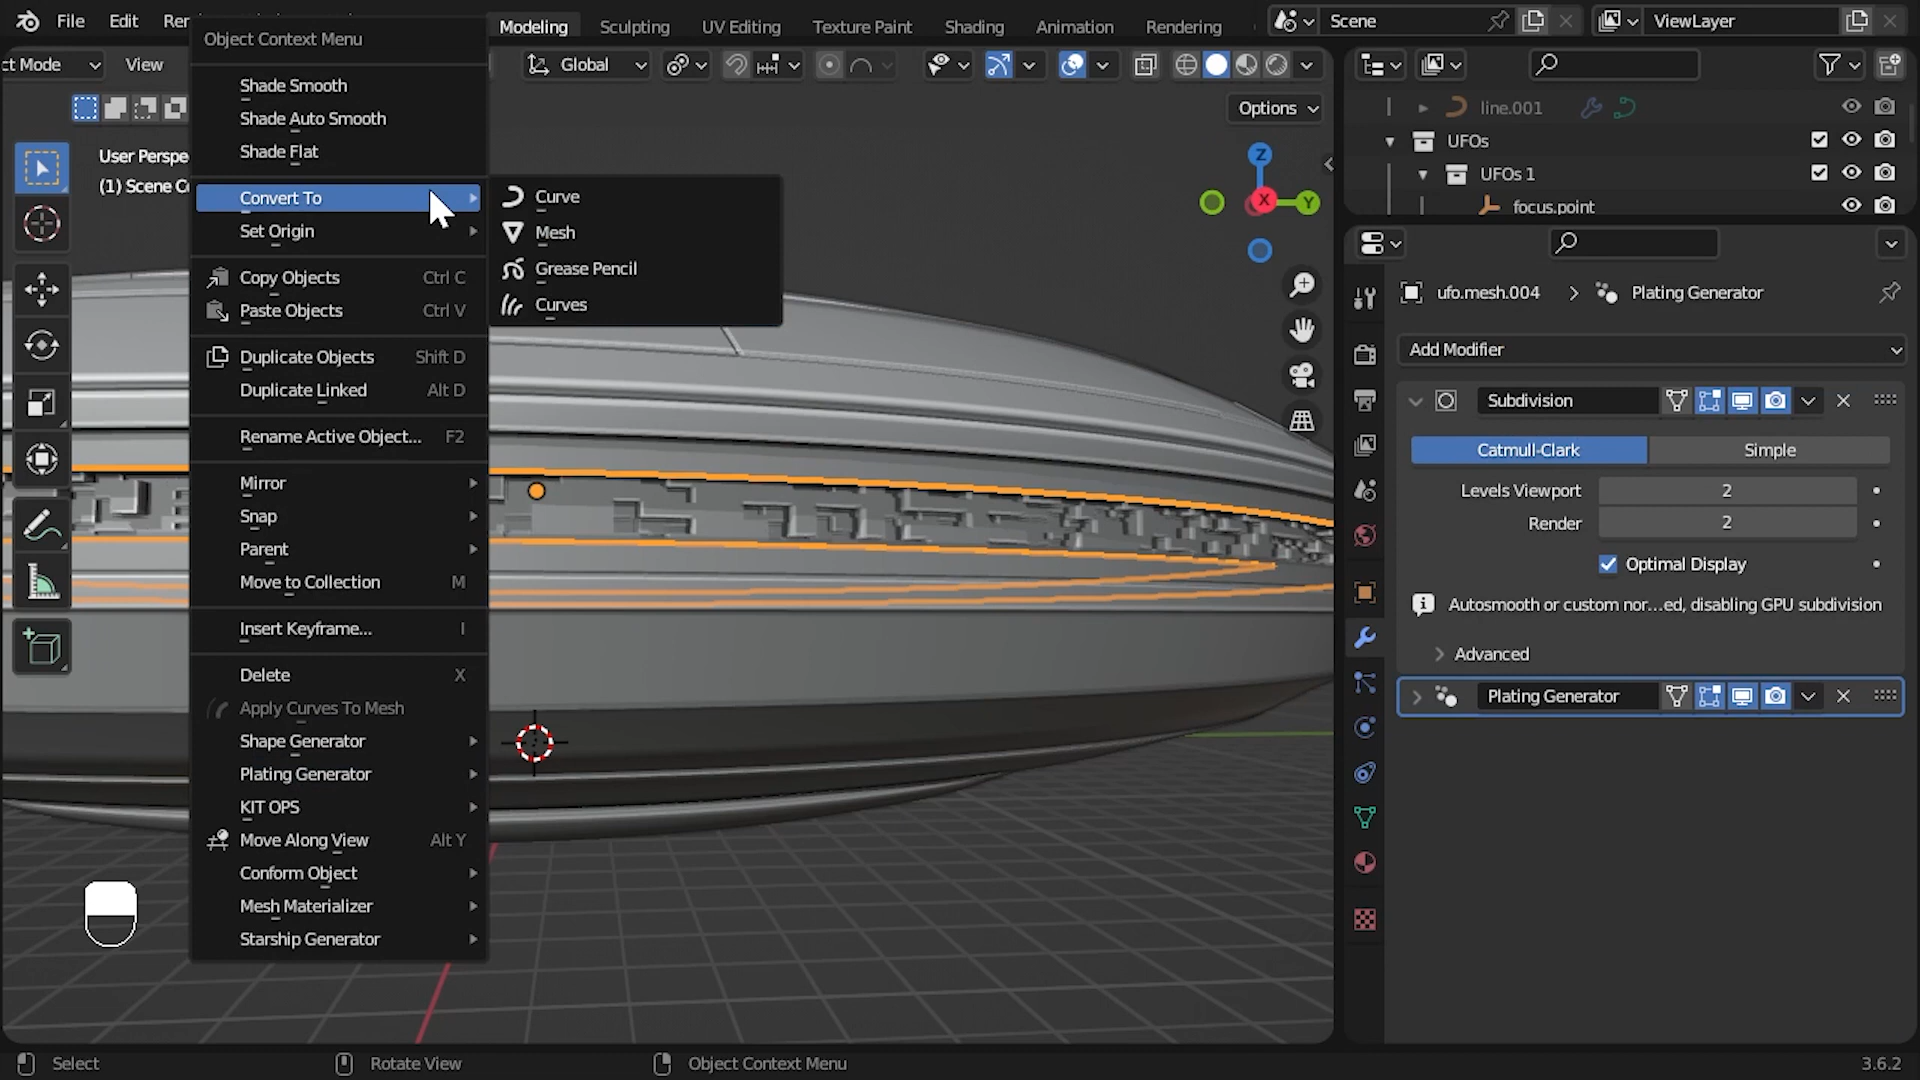 File
Edit
Modeling
Sculpting
UV Editing
Texture Paint
Shading
Animation
Rendering
Scene
ViewLayer
ct Mode
View
Global
Options
User Perspe
(1) Scene C
Object Context Menu
Shade Smooth
Shade Auto Smooth
Shade Flat
Convert To
Set Origin
Copy Objects Ctrl C
Paste Objects Ctrl V
Duplicate Objects Shift D
Duplicate Linked Alt D
Rename Active Object... F2
Mirror
Snap
Parent
Move to Collection M
Insert Keyframe... I
Delete X
Apply Curves To Mesh
Shape Generator
Plating Generator
KIT OPS
Move Along View Alt Y
Conform Object
Mesh Materializer
Starship Generator
Curve
Mesh
Grease Pencil
Curves
Z
X
Y
line.001
UFOs
UFOs 1
focus.point
ufo.mesh.004 > Plating Generator
Add Modifier
Subdivision
Catmull-Clark Simple
Levels Viewport 2
Render 2
Optimal Display
Autosmooth or custom nor...ed, disabling GPU subdivision
Advanced
Plating Generator
Select
Rotate View
Object Context Menu
3.6.2